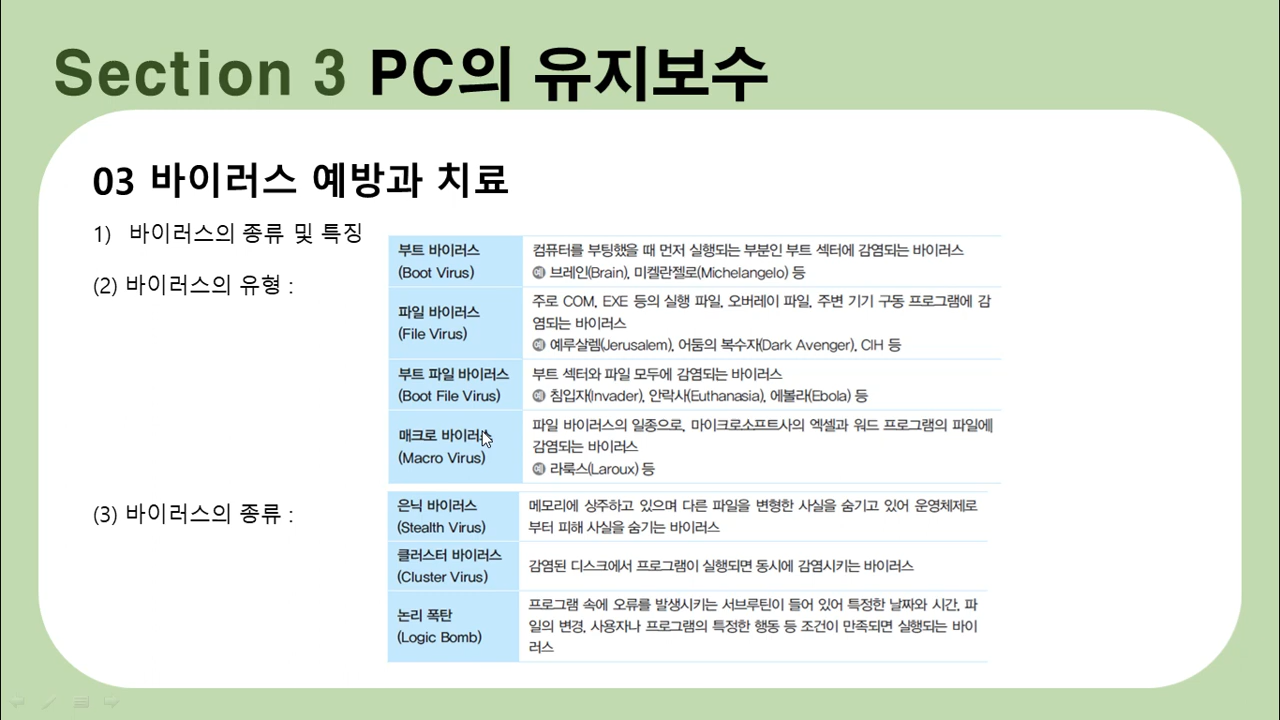 Section 3 PC의 유지보수
03 바이러스 예방과 치료
1) 바이러스의 종류 및 특징
(2) 바이러스의 유형 :
부트 바이러스
(Boot Virus)
컴퓨터를 부팅했을 때 먼저 실행되는 부분인 부트 섹터에 감염되는 바이러스
예 브레인(Brain), 미켈란젤로(Michelangelo) 등
파일 바이러스
(File Virus)
주로 COM, EXE 등의 실행 파일, 오버레이 파일, 주변 기기 구동 프로그램에 감
염되는 바이러스
예 예루살렘(Jerusalem), 어둠의 복수자(Dark Avenger), CIH 등
부트 파일 바이러스
(Boot File Virus)
부트 섹터와 파일 모두에 감염되는 바이러스
예 침입자(Invader), 안락사(Euthanasia), 에볼라(Ebola) 등
매크로 바이러스
(Macro Virus)
파일 바이러스의 일종으로, 마이크로소프트사의 엑셀과 워드 프로그램의 파일에
감염되는 바이러스
예 라룩스(Laroux) 등
(3) 바이러스의 종류 :
은닉 바이러스
(Stealth Virus)
메모리에 상주하고 있으며 다른 파일을 변형한 사실을 숨기고 있어 운영체제로
부터 피해 사실을 숨기는 바이러스
클러스터 바이러스
(Cluster Virus)
감염된 디스크에서 프로그램이 실행되면 동시에 감염시키는 바이러스
논리 폭탄
(Logic Bomb)
프로그램 속에 오류를 발생시키는 서브루틴이 들어 있어 특정한 날짜와 시간, 파
일의 변경, 사용자나 프로그램의 특정한 행동 등 조건이 만족되면 실행되는 바이
러스